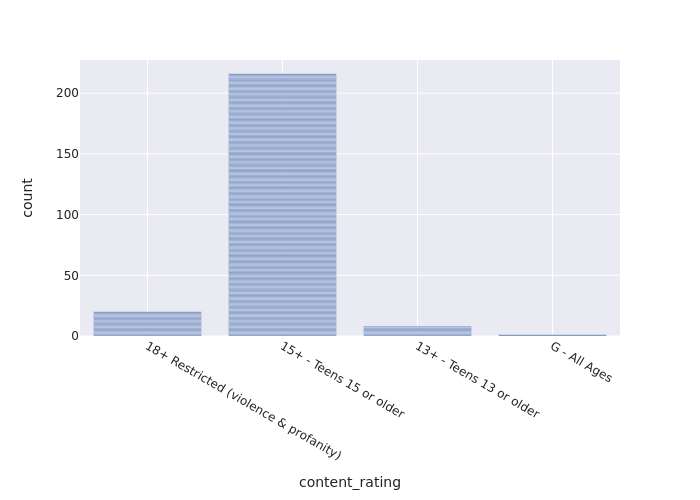 count
200
150
100
50
0
18+ Restricted (violence & profanity)
15+ - Teens 15 or older
13+ - Teens 13 or older
G - All Ages
content_rating